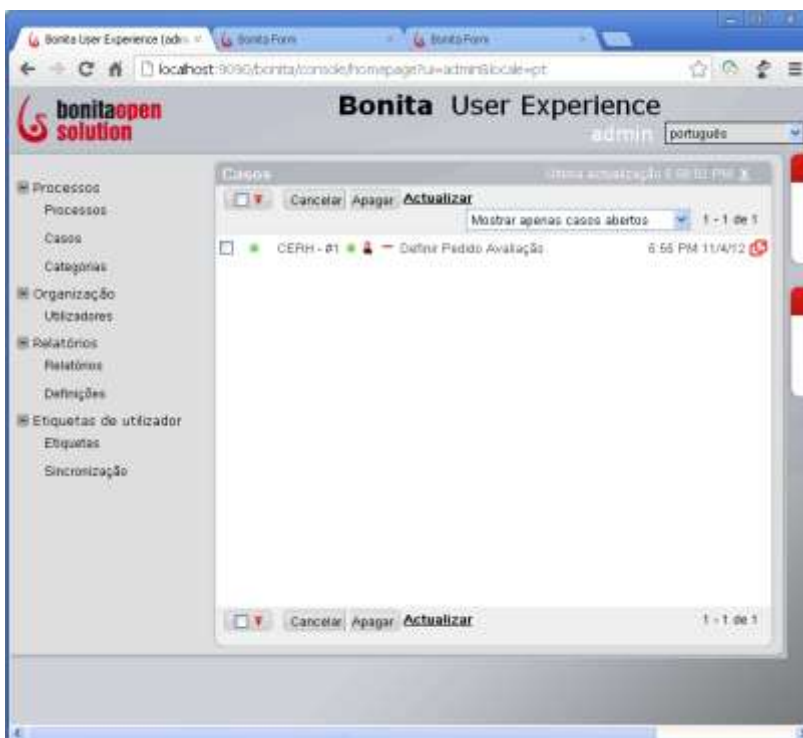 Bonita User Experience (adm
Bonita Form
Bonita Form
localhost:9090/bonita/console/homepage?ui=admin&locale=pt
bonitaopen
solution
Bonita User Experience
admin
português
Processos
Processos
Casos
Categorias
Organização
Utilizadores
Relatórios
Relatórios
Definições
Etiquetas de utilizador
Etiquetas
Sincronização
Casos
Última actualização
Cancelar Apagar Actualizar
Mostrar apenas casos abertos
1 - 1 de 1
CERH - #1 Definir Pedido Avaliação 6:56 PM 11/4/12
Cancelar Apagar Actualizar 1 - 1 de 1